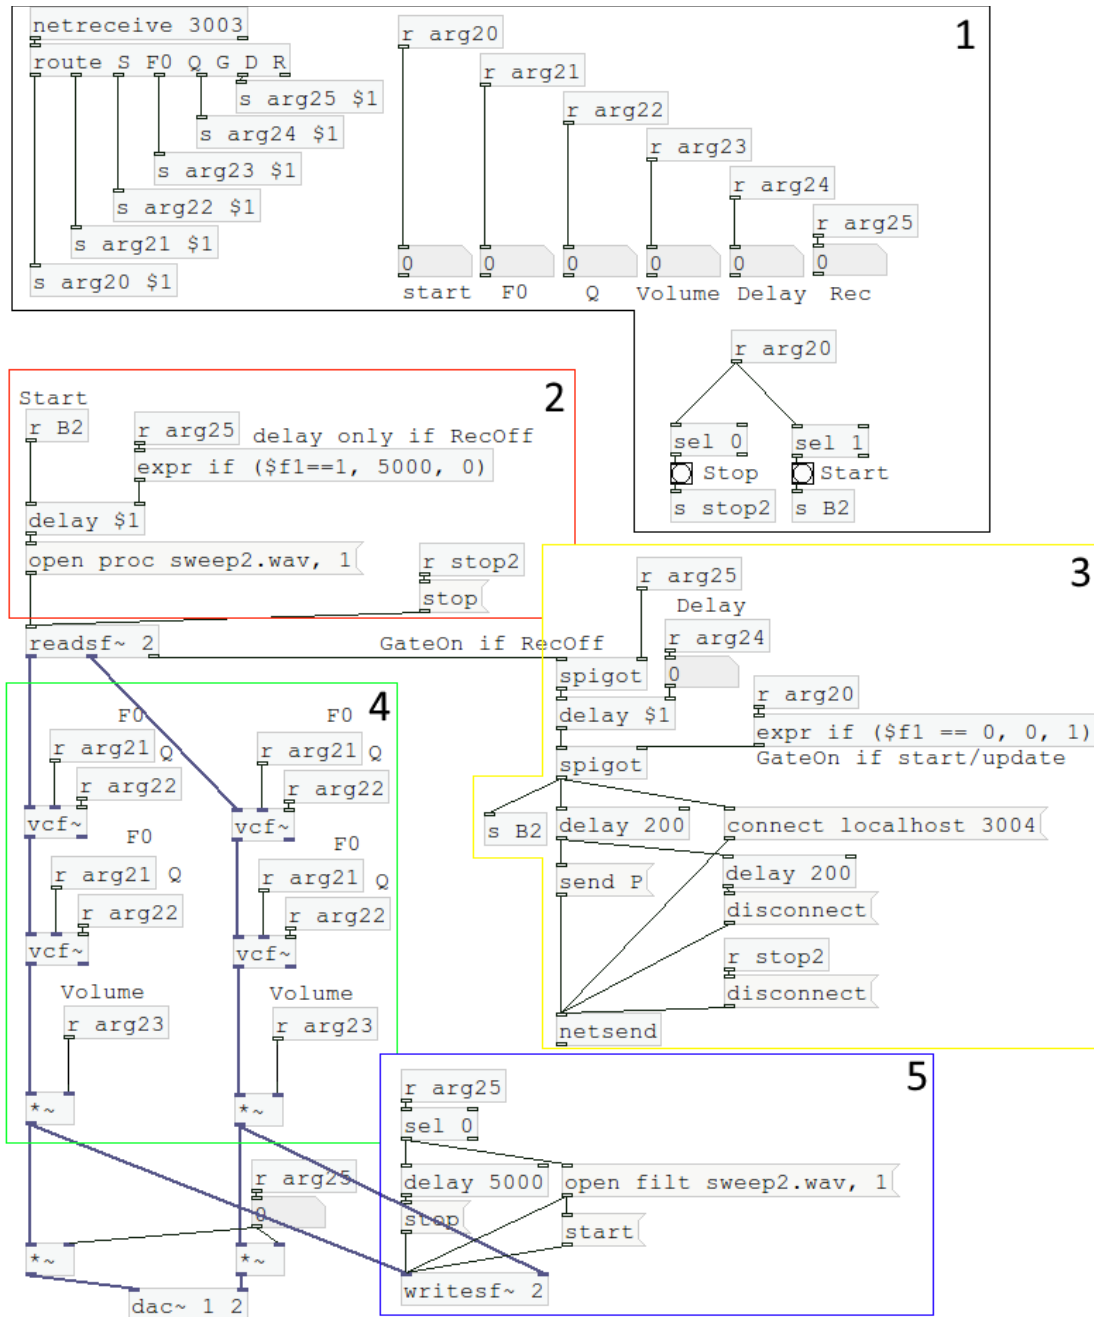 netreceive 3003
route S F0 Q G D R
s arg25 $1
s arg24 $1
s arg23 $1
s arg22 $1
s arg21 $1
s arg20 $1
r arg20
r arg21
r arg22
r arg23
r arg24
r arg25
0
0
0
0
0
0
start
F0
Q
Volume
Delay
Rec
1
r arg20
sel 0
sel 1
Stop
Start
s stop2
s B2
2
Start
r B2
r arg25
delay only if RecOff
expr if ($f1==1, 5000, 0)
delay $1
open proc sweep2.wav, 1
r stop2
stop
readsf~ 2
GateOn if RecOff
3
r arg25
Delay
r arg24
0
spigot
delay $1
r arg20
expr if ($f1 == 0, 0, 1)
GateOn if start/update
spigot
s B2
delay 200
connect localhost 3004
send P
delay 200
disconnect
r stop2
disconnect
netsend
4
F0
r arg21
Q
r arg22
vcf~
F0
r arg21
Q
r arg22
vcf~
Volume
r arg23
*~
F0
r arg21
Q
r arg22
vcf~
F0
r arg21
Q
r arg22
vcf~
Volume
r arg23
*~
r arg25
0
*~
*~
dac~ 1 2
5
r arg25
sel 0
delay 5000
open filt sweep2.wav, 1
stop
start
writesf~ 2